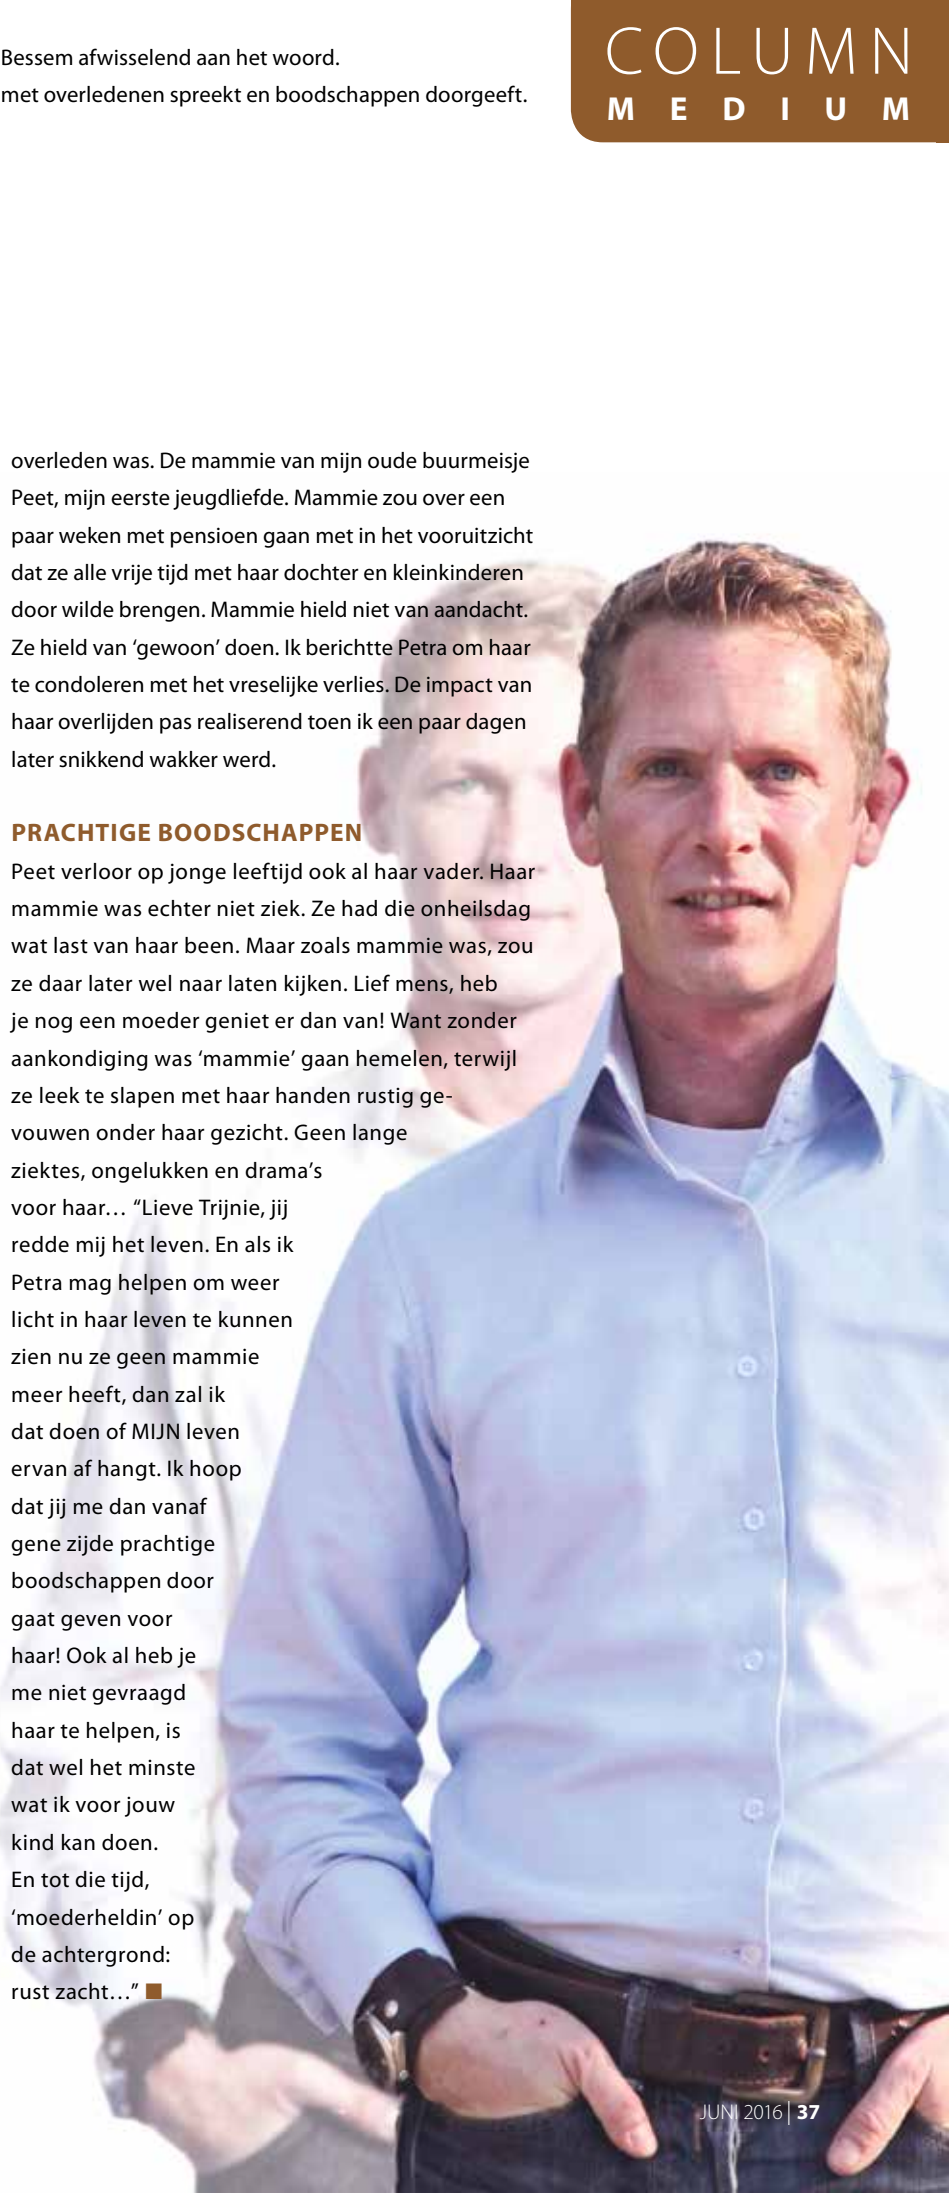 Bessem afwisselend aan het woord.
met overledenen spreekt en boodschappen doorgeeft.
COLUMN
MEDIUM
overleden was. De mammie van mijn oude buurmeisje
Peet, mijn eerste jeugdliefde. Mammie zou over een
paar weken met pensioen gaan met in het vooruitzicht
dat ze alle vrije tijd met haar dochter en kleinkinderen
door wilde brengen. Mammie hield niet van aandacht.
Ze hield van ‘gewoon’ doen. Ik berichtte Petra om haar
te condoleren met het vreselijke verlies. De impact van
haar overlijden pas realiserend toen ik een paar dagen
later snikkend wakker werd.
PRACHTIGE BOODSCHAPPEN
Peet verloor op jonge leeftijd ook al haar vader. Haar
mammie was echter niet ziek. Ze had die onheilsdag
wat last van haar been. Maar zoals mammie was, zou
ze daar later wel naar laten kijken. Lief mens, heb
je nog een moeder geniet er dan van! Want zonder
aankondiging was ‘mammie’ gaan hemelen, terwijl
ze leek te slapen met haar handen rustig ge-
vouwen onder haar gezicht. Geen lange
ziektes, ongelukken en drama’s
voor haar… “Lieve Trijnie, jij
redde mij het leven. En als ik
Petra mag helpen om weer
licht in haar leven te kunnen
zien nu ze geen mammie
meer heeft, dan zal ik
dat doen of MIJN leven
ervan af hangt. Ik hoop
dat jij me dan vanaf
gene zijde prachtige
boodschappen door
gaat geven voor
haar! Ook al heb je
me niet gevraagd
haar te helpen, is
dat wel het minste
wat ik voor jouw
kind kan doen.
En tot die tijd,
‘moederheldin’ op
de achtergrond:
rust zacht…” ■
JUNI 2016 | 37